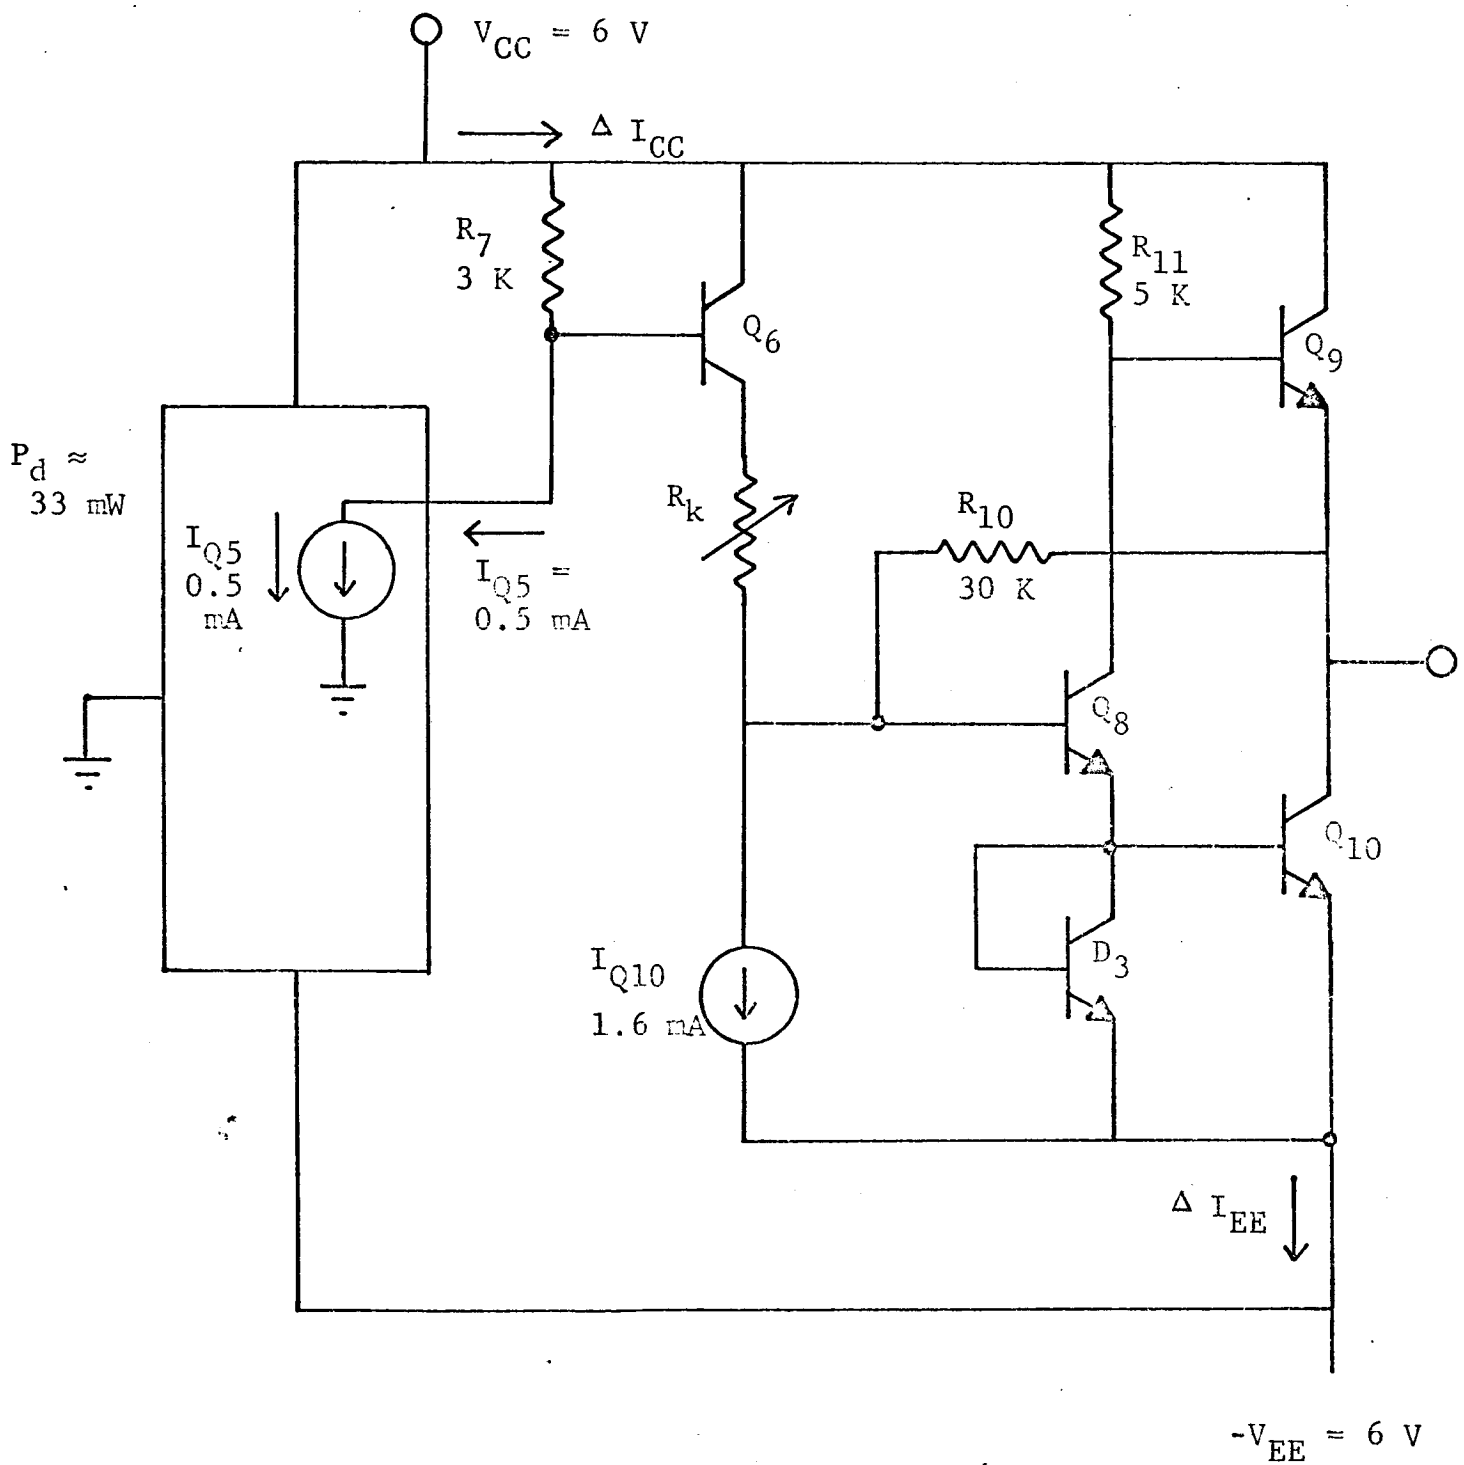 V_CC = 6 V
Δ I_CC
R_7
3 K
R_11
5 K
Q_6
Q_9
P_d ≈
33 mW
R_k
R_10
30 K
I_Q5
0.5
mA
I_Q5 =
0.5 mA
Q_8
Q_10
D_3
I_Q10
1.6 mA
Δ I_EE
-V_EE = 6 V